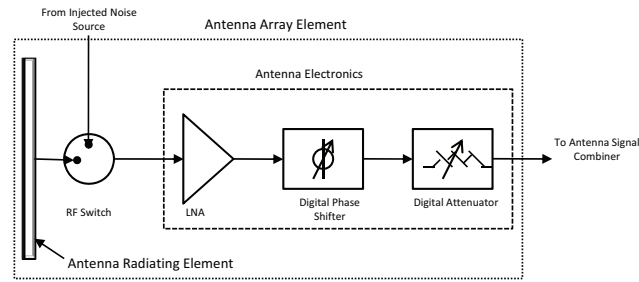 From Injected Noise
Source
Antenna Array Element
Antenna Electronics
To Antenna Signal
Combiner
RF Switch
LNA
Digital Phase
Shifter
Digital Attenuator
Antenna Radiating Element